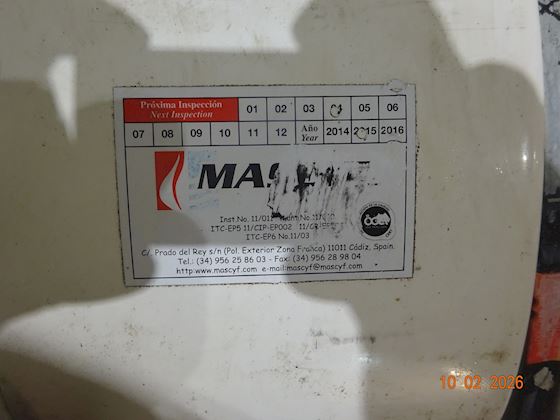 Próxima Inspección 01 02 03 04 05 06
Next Inspection
07 08 09 10 11 12 Año 2014 2015 2016
Year
Inst.No. 11/012
ITC-EP5 11/CIP-EP002
ITC-EP6 No.11/03
C/. Prado del Rey s/n (Pol. Exterior Zona Franca) 11011 Cádiz, Spain.
Tel.: (34) 956 25 86 03 - Fax: (34) 956 28 98 04
http:www.mascyf.com e-mail:mascyf@mascyf.com
10 02 2026